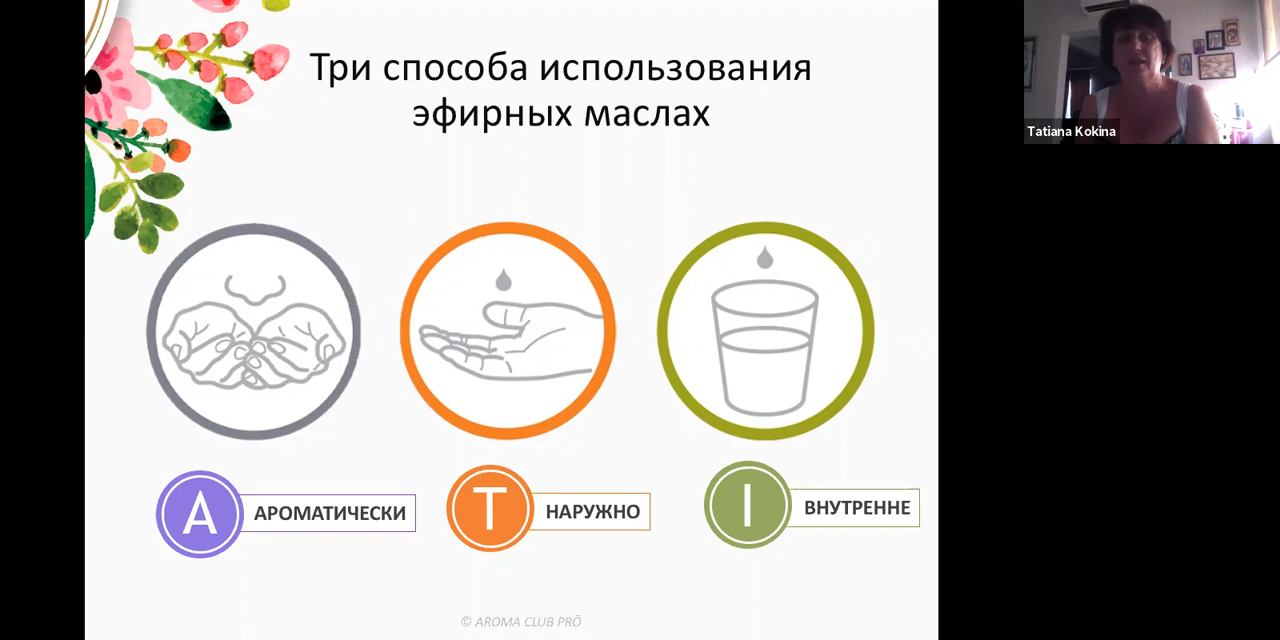 Три способа использования
эфирных маслах
Tatiana Kokina
A
АРОМАТИЧЕСКИ
T
НАРУЖНО
I
ВНУТРЕННЕ
© AROMA CLUB PRŌ